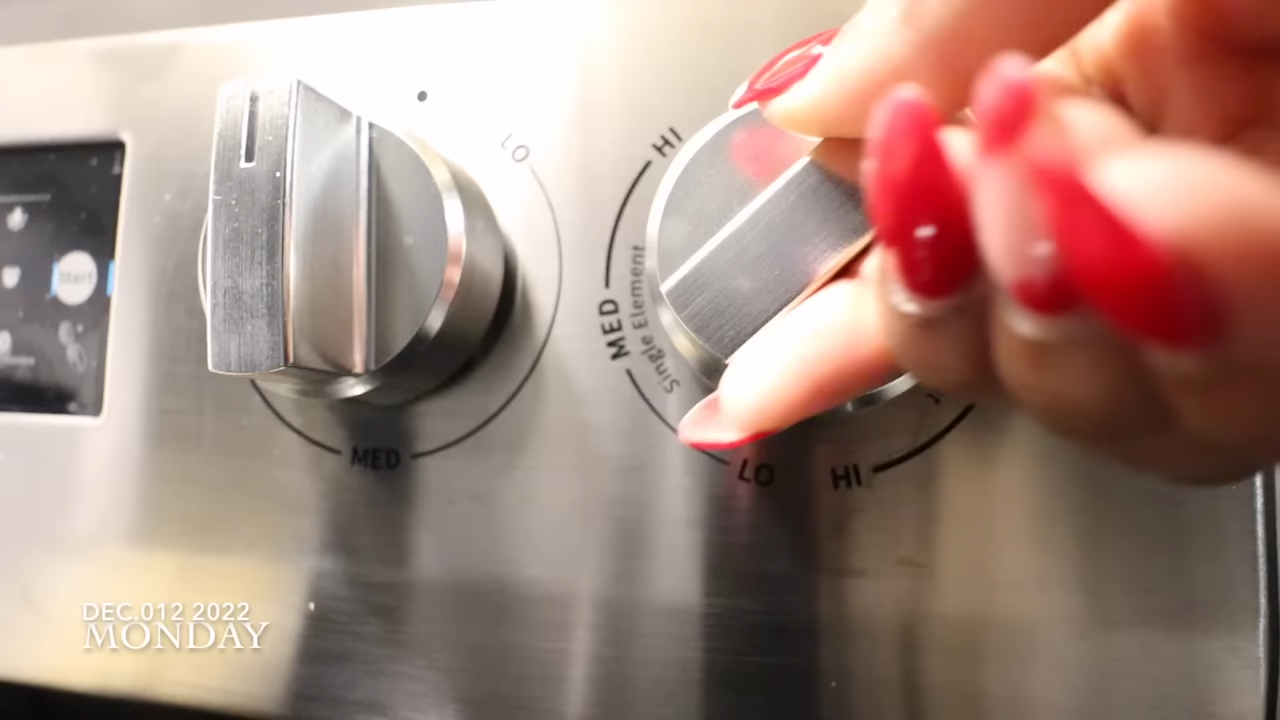 LO
MED
HI
MED
Single Element
LO
HI
Start
DEC.012 2022
MONDAY